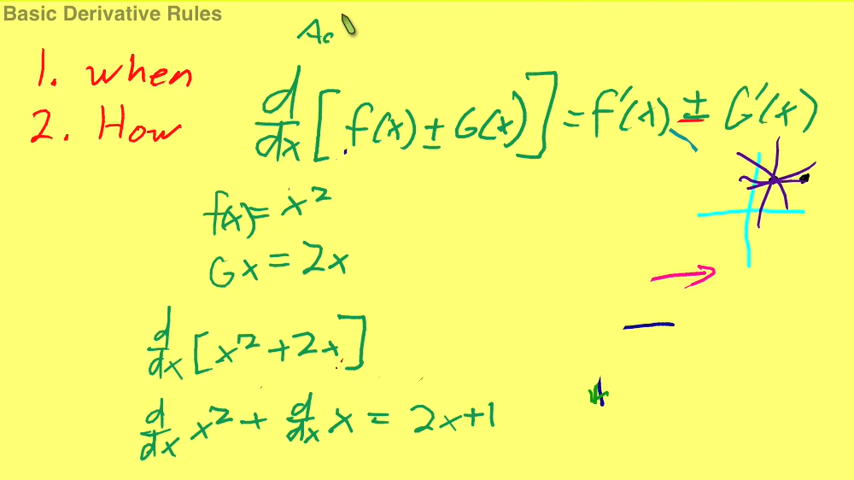 Basic Derivative Rules
Ad
1. when
2. How
d/dx [f(x) ± G(x)] = f'(x) ± G'(x)
f(x) = x²
Gx = 2x
d/dx [x² + 2x]
d/dx x² + d/dx x = 2x+1